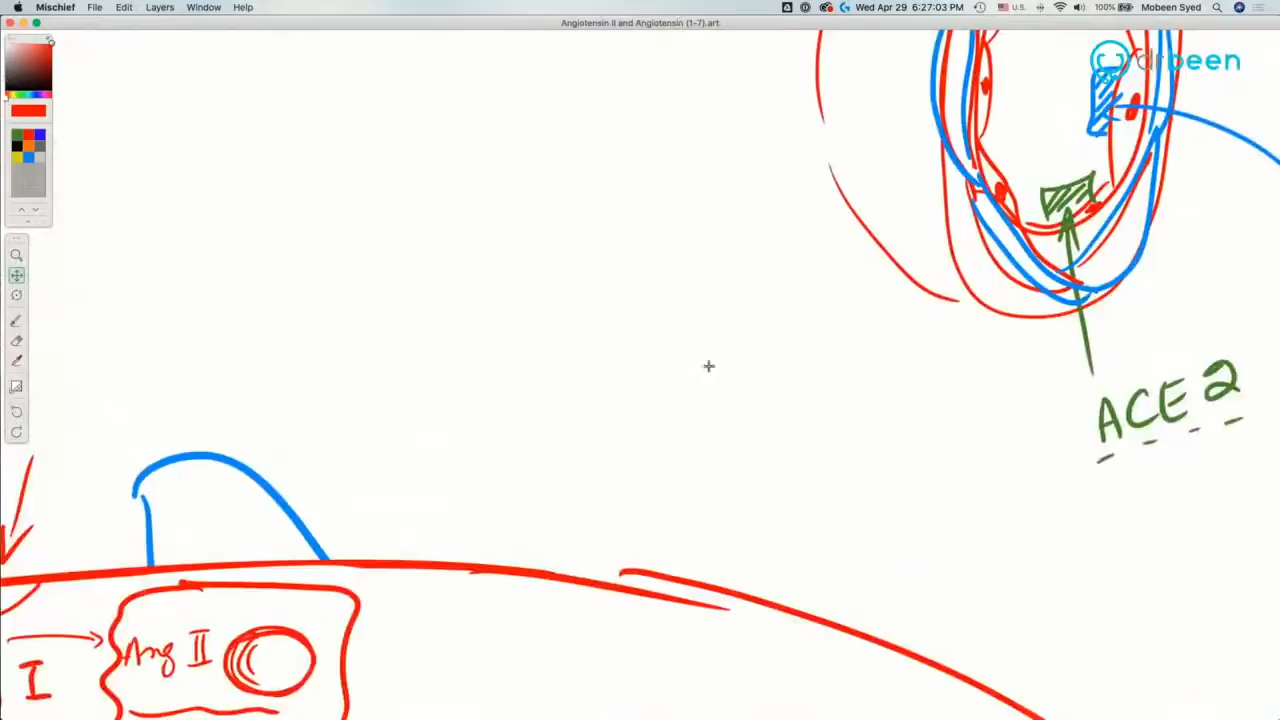 Mischief File Edit Layers Window Help U.S. 100% Wed Apr 29 6:27:03 PM Mobeen Syed
Angiotensin II and Angiotensin (1-7).art
drbeen
ACE 2
Ang II
I